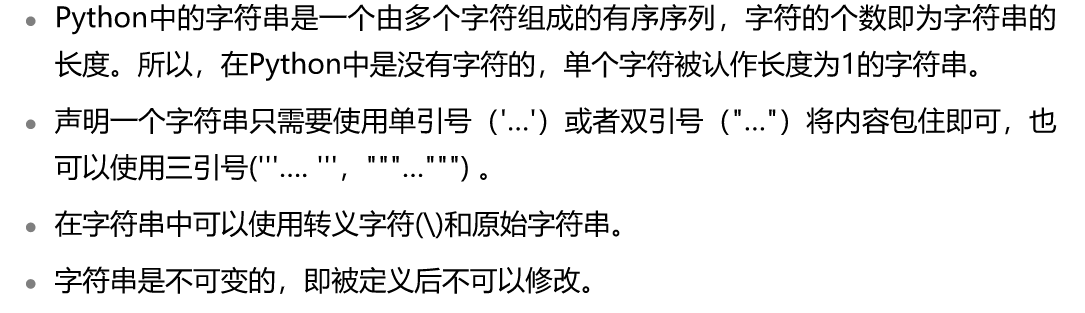 Python中的字符串是一个由多个字符组成的有序序列，字符的个数即为字符串的
长度。所以，在Python中是没有字符的，单个字符被认作长度为1的字符串。
声明一个字符串只需要使用单引号（'…'）或者双引号（"…"）将内容包住即可，也
可以使用三引号('''.... '''，"""…""") 。
在字符串中可以使用转义字符(\)和原始字符串。
字符串是不可变的，即被定义后不可以修改。